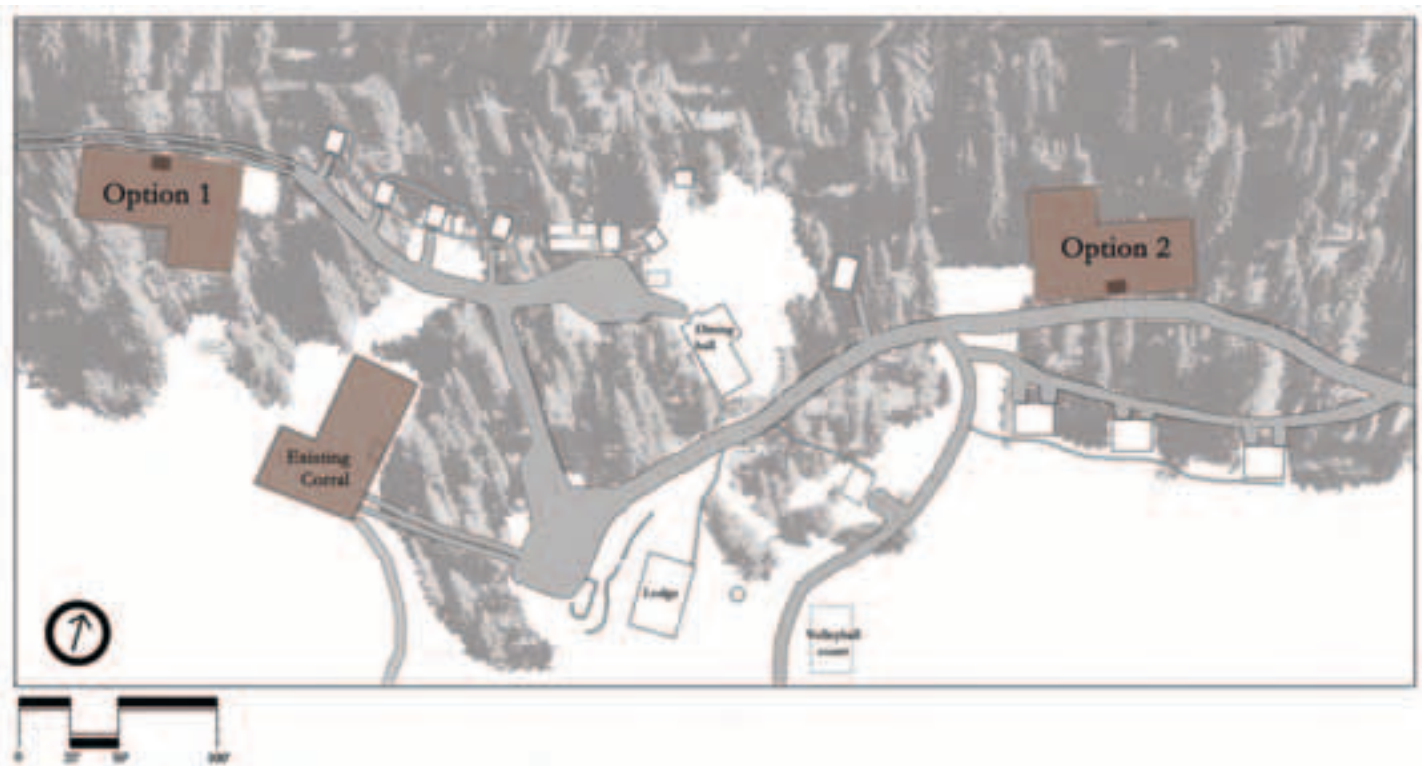 Option 1
Option 2
Dining
hall
Existing
Corral
Lodge
Volleyball
court
0 25' 50' 100'